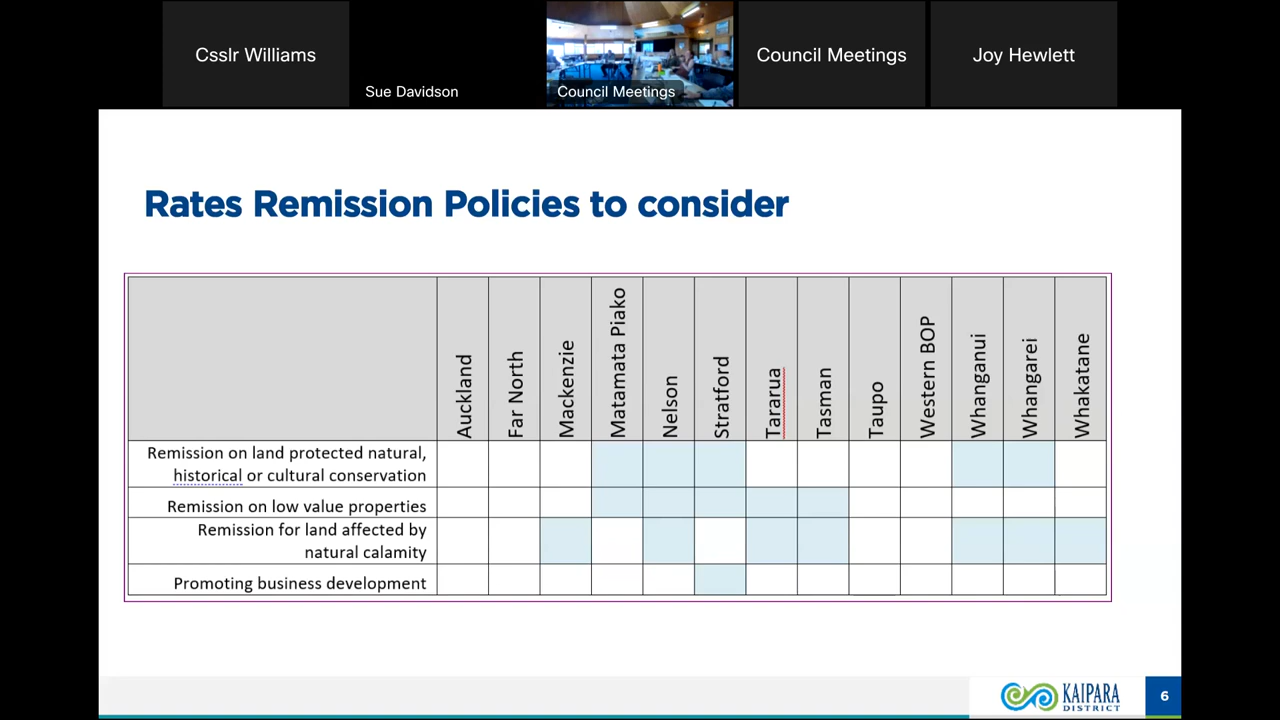 Csslr Williams
Sue Davidson
Council Meetings
Council Meetings
Joy Hewlett
Rates Remission Policies to consider
Auckland
Far North
Mackenzie
Matamata Piako
Nelson
Stratford
Tararua
Tasman
Taupo
Western BOP
Whanganui
Whangarei
Whakatane
Remission on land protected natural,
historical or cultural conservation
Remission on low value properties
Remission for land affected by
natural calamity
Promoting business development
KAIPARA
DISTRICT
6